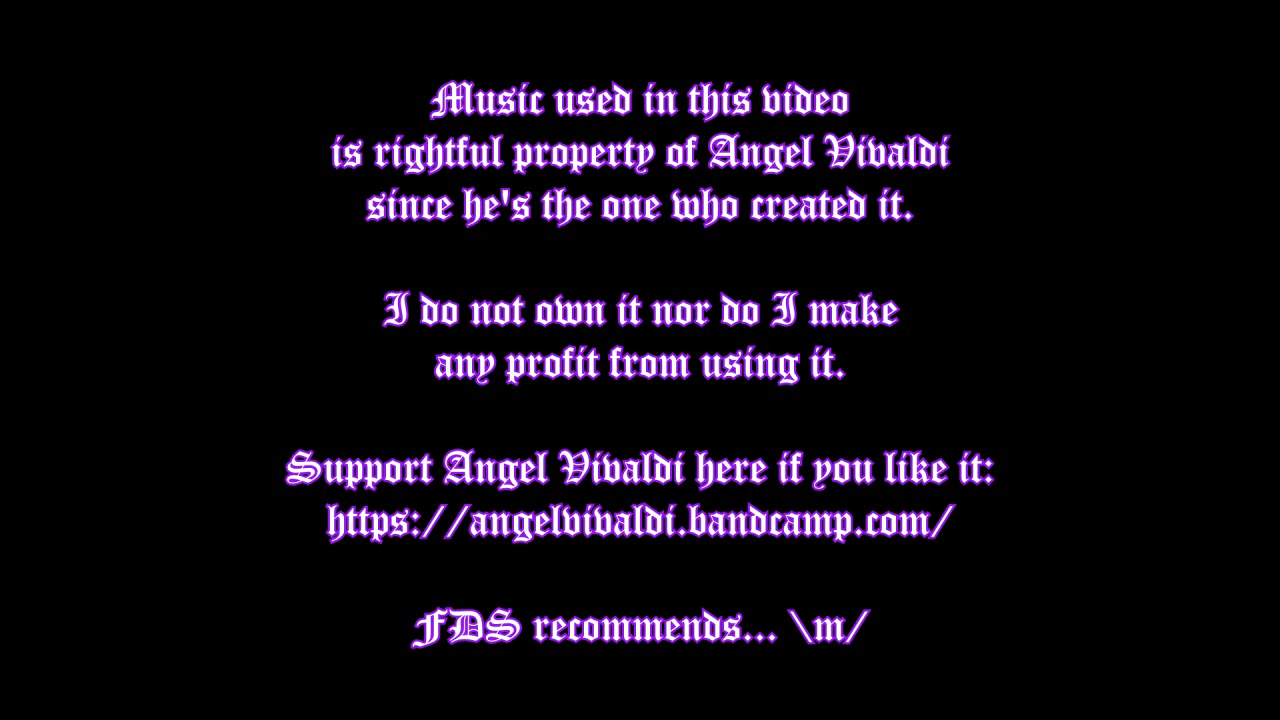 Music used in this video
is rightful property of Angel Vivaldi
since he's the one who created it.
I do not own it nor do I make
any profit from using it.
Support Angel Vivaldi here if you like it:
https://angelvivaldi.bandcamp.com/
FDS recommends... \m/